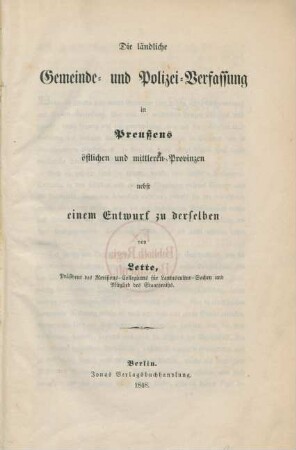 Die ländliche
Gemeinde- und Polizei-Verfassung
in
Preußens
östlichen und mittleren Provinzen
nebst
einem Entwurf zu derselben
von
Lette,
Präsident des Revisions-Collegiums für Landescultur-Sachen und
Mitglied des Staatsraths.
Berlin.
Jonas Verlagsbuchhandlung.
1848.